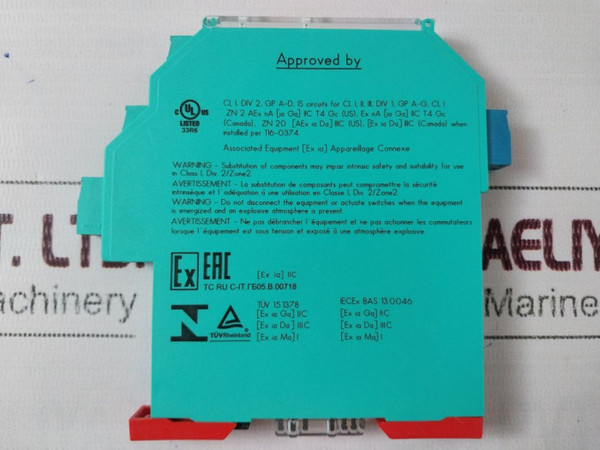 Approved by
C UL US
LISTED
33R6
CI, I, DIV 2, GP A-D, IS circuits for CI, I, II, III, DIV 1, GP A-G, CI, I
ZN 2 AEx nA [ia Ga] IIC T4 Gc (US), Ex nA [ia Ga] IIC T4 Gc
(Canada), ZN 20 [AEx ia Da] IIIC (US), [Ex ia Da] IIIC (Canada) when
installed per 116-0374
Associated Equipment [Ex ia] Appareillage Connexe
WARNING - Substitution of components may impair intrinsic safety and suitability for use
in Class I, Div. 2/Zone2.
AVERTISSEMENT - La substitution de composants peut compromettre la sécurité
intrinsèque et l'adéquation à une utilisation en Classe I, Div. 2/Zone2.
WARNING - Do not disconnect the equipment or actuate switches when the equipment
is energized and an explosive atmosphere is present.
AVERTISSEMENT - Ne pas débrancher l'équipement et ne pas actionner les commutateurs
lorsque l'équipement est sous tension et exposé à une atmosphère explosive.
Ex EAC [Ex ia] IIC
TC RU C-IT.ГБ05.В.00718
TÜV 15.1378
[Ex ia Ga] IIC
[Ex ia Da] IIIC
[Ex ia Ma] I
IECEx BAS 13.0046
[Ex ia Ga] IIC
[Ex ia Da] IIIC
[Ex ia Ma] I
TÜVRheinland
T. LT
AELIY
achinery
Marine